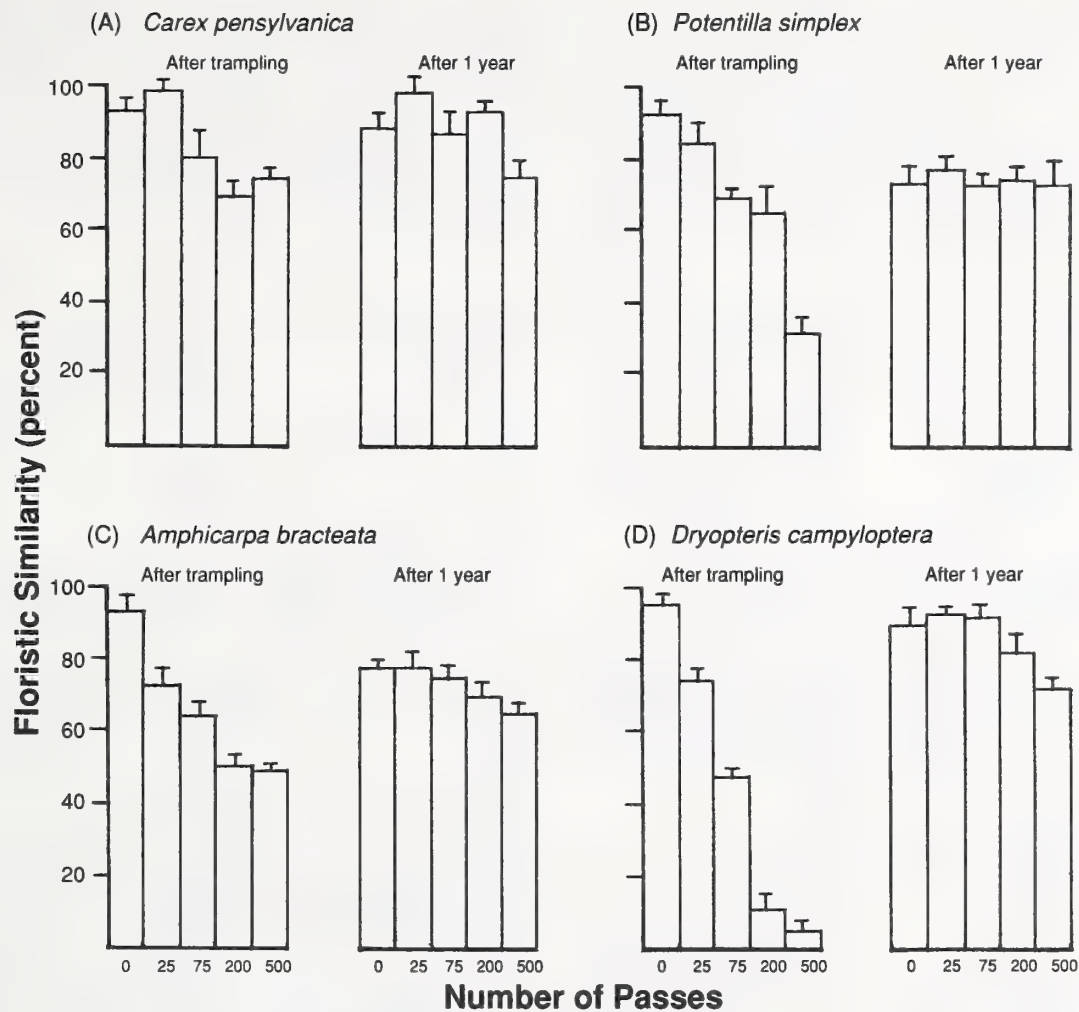 (A) Carex pensylvanica
After trampling
After 1 year
100
80
60
40
20
(B) Potentilla simplex
After trampling
After 1 year
Floristic Similarity (percent)
(C) Amphicarpa bracteata
After trampling
After 1 year
100
80
60
40
20
0 25 75 200 500
0 25 75 200 500
(D) Dryopteris campyloptera
After trampling
After 1 year
0 25 75 200 500
0 25 75 200 500
Number of Passes